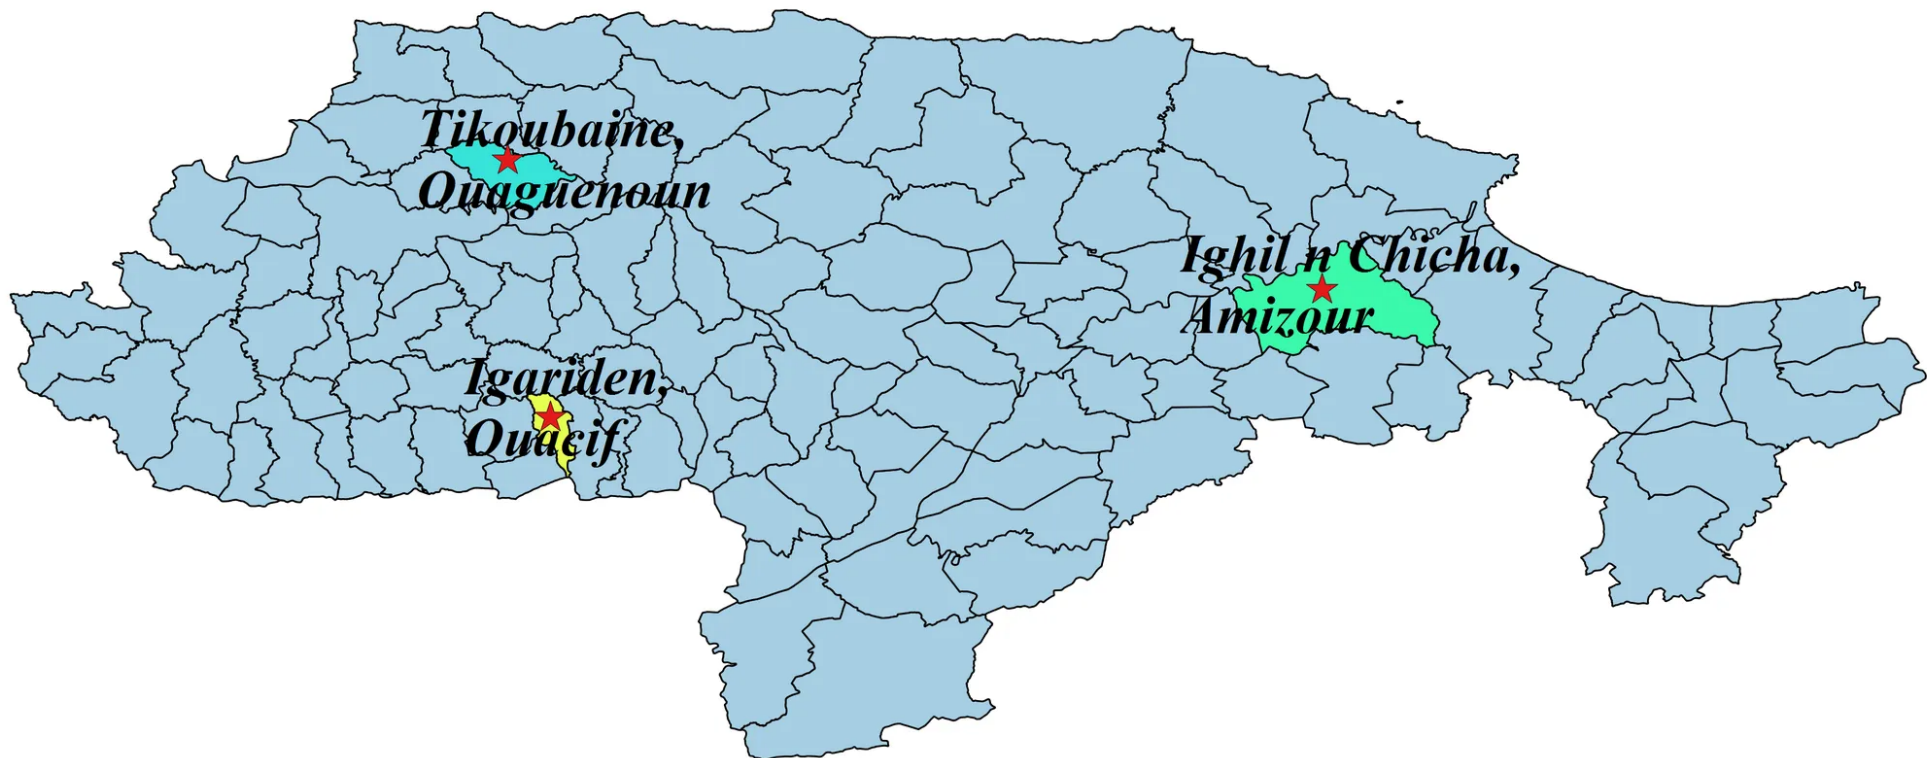 Tikoubaine,
Ouaguenoun
Ighil n Chicha,
Amizour
Igariden,
Ouacif